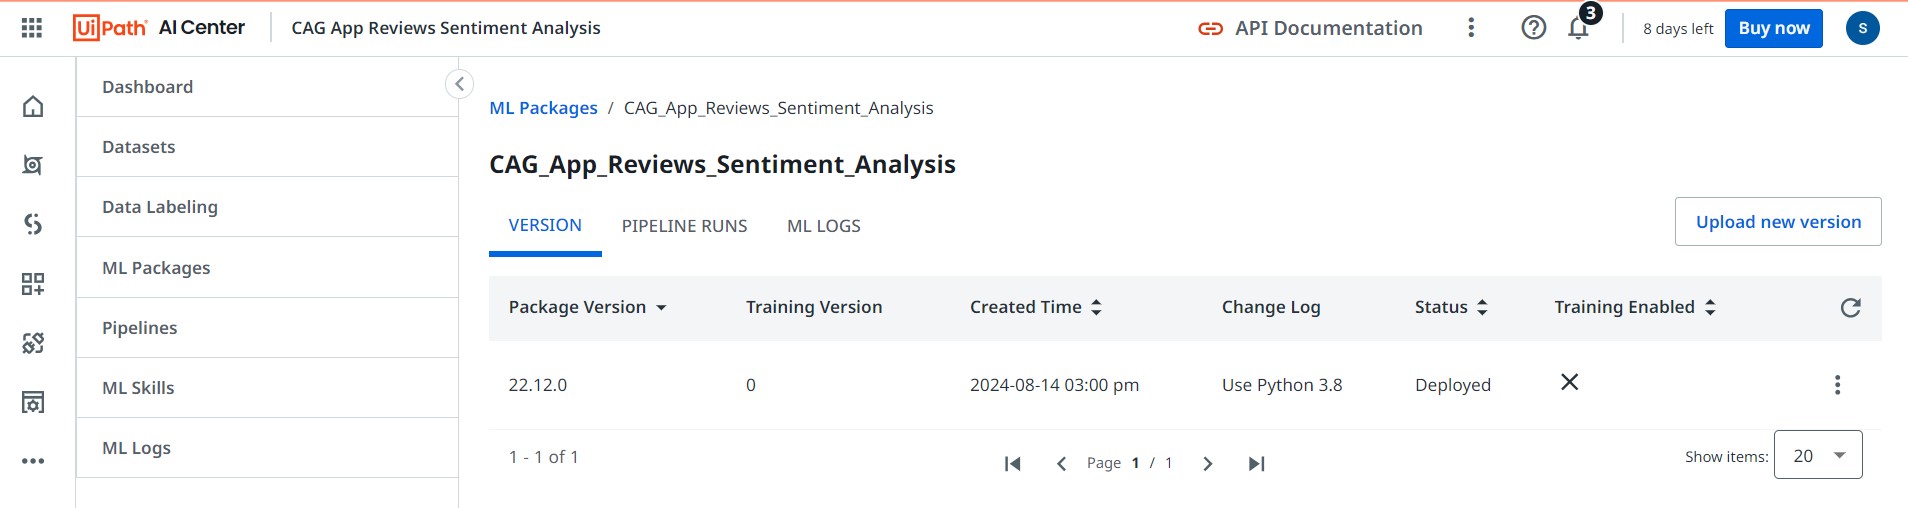 UiPath AI Center CAG App Reviews Sentiment Analysis API Documentation 3 8 days left Buy now S
Dashboard
Datasets
Data Labeling
ML Packages
Pipelines
ML Skills
ML Logs
ML Packages / CAG_App_Reviews_Sentiment_Analysis
CAG_App_Reviews_Sentiment_Analysis
VERSION PIPELINE RUNS ML LOGS
Upload new version
Package Version Training Version Created Time Change Log Status Training Enabled
22.12.0 0 2024-08-14 03:00 pm Use Python 3.8 Deployed
1 - 1 of 1 Page 1 / 1 Show items: 20